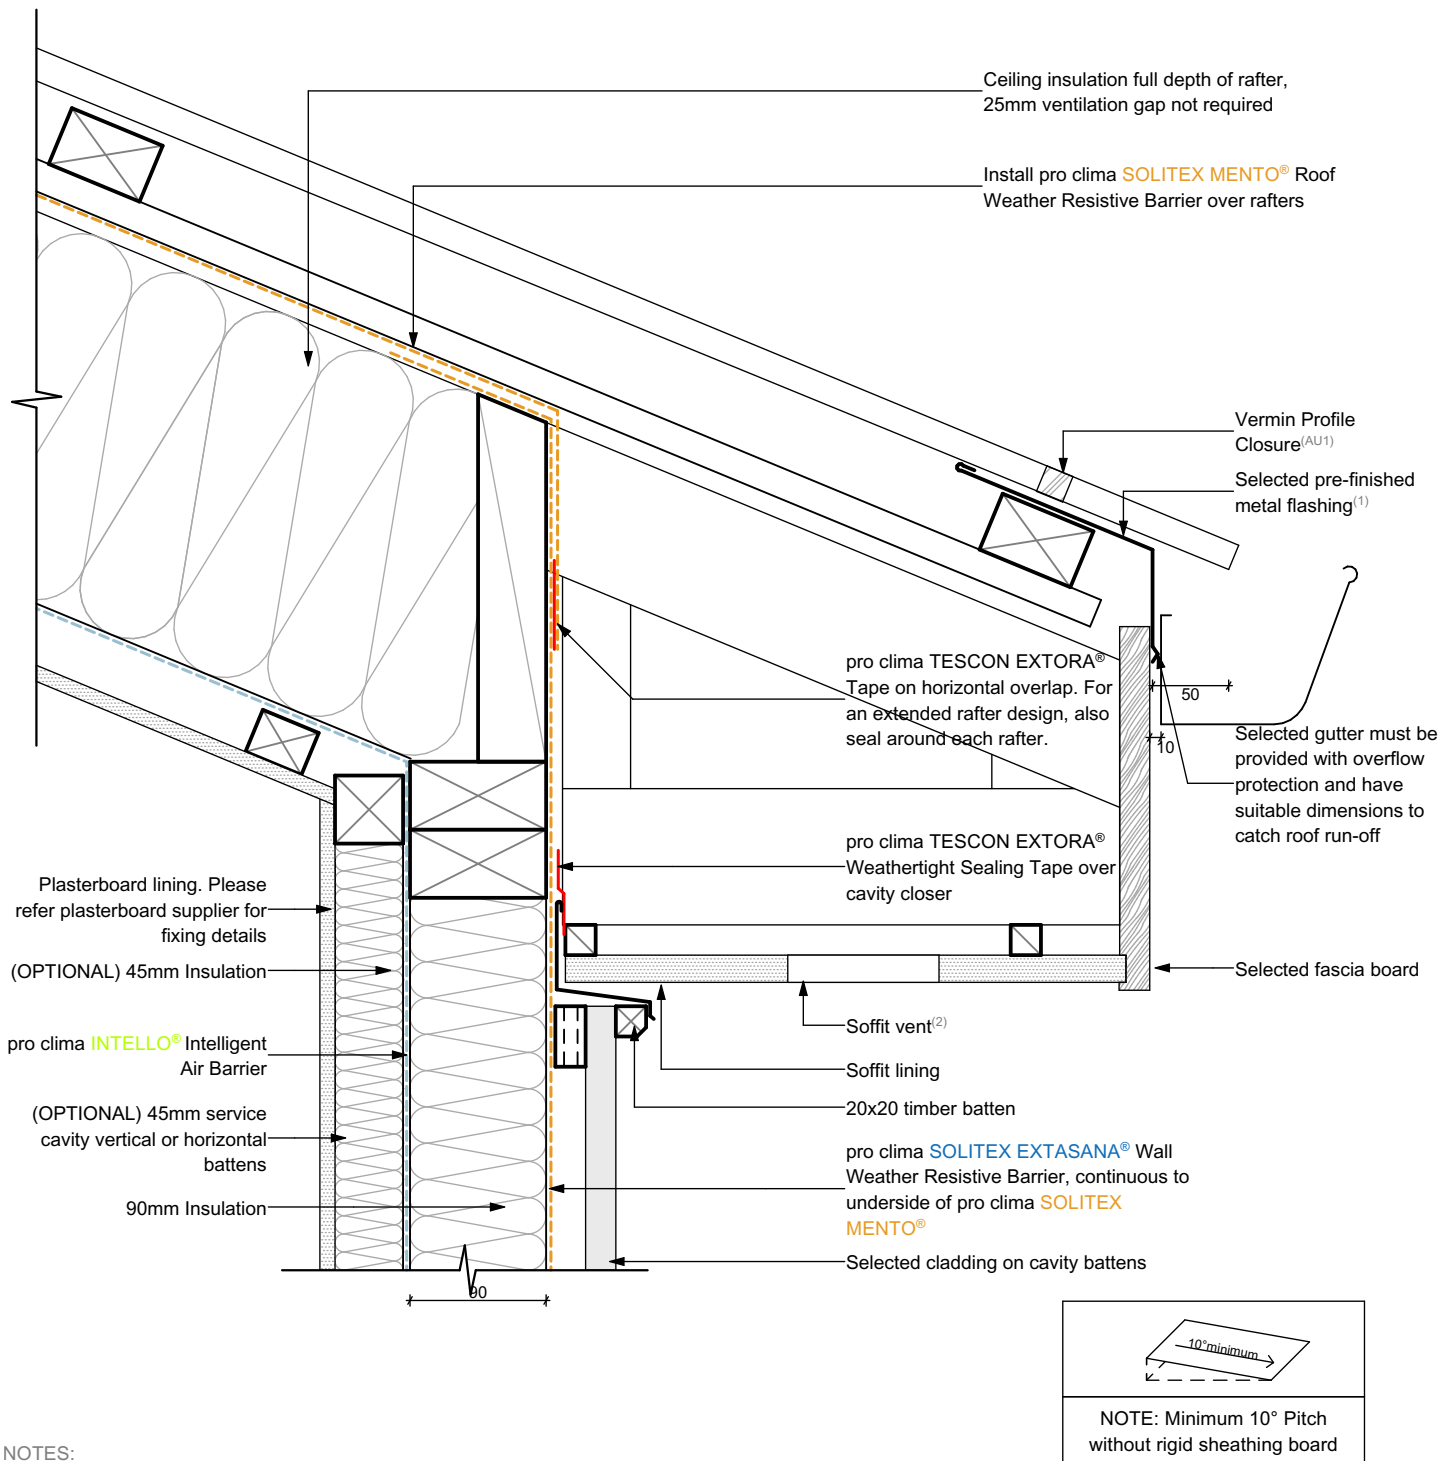 Ceiling insulation full depth of rafter,
25mm ventilation gap not required
Install pro clima SOLITEX MENTO® Roof
Weather Resistive Barrier over rafters
Vermin Profile
Closure(AU1)
Selected pre-finished
metal flashing(1)
pro clima TESCON EXTORA®
Tape on horizontal overlap. For
an extended rafter design, also
seal around each rafter.
50
10
Selected gutter must be
provided with overflow
protection and have
suitable dimensions to
catch roof run-off
pro clima TESCON EXTORA®
Weathertight Sealing Tape over
cavity closer
Plasterboard lining. Please
refer plasterboard supplier for
fixing details
(OPTIONAL) 45mm Insulation
Selected fascia board
Soffit vent(2)
pro clima INTELLO® Intelligent
Air Barrier
Soffit lining
20x20 timber batten
(OPTIONAL) 45mm service
cavity vertical or horizontal
battens
pro clima SOLITEX EXTASANA® Wall
Weather Resistive Barrier, continuous to
underside of pro clima SOLITEX
MENTO®
90mm Insulation
Selected cladding on cavity battens
90
10°minimum
NOTE: Minimum 10° Pitch
without rigid sheathing board
NOTES: